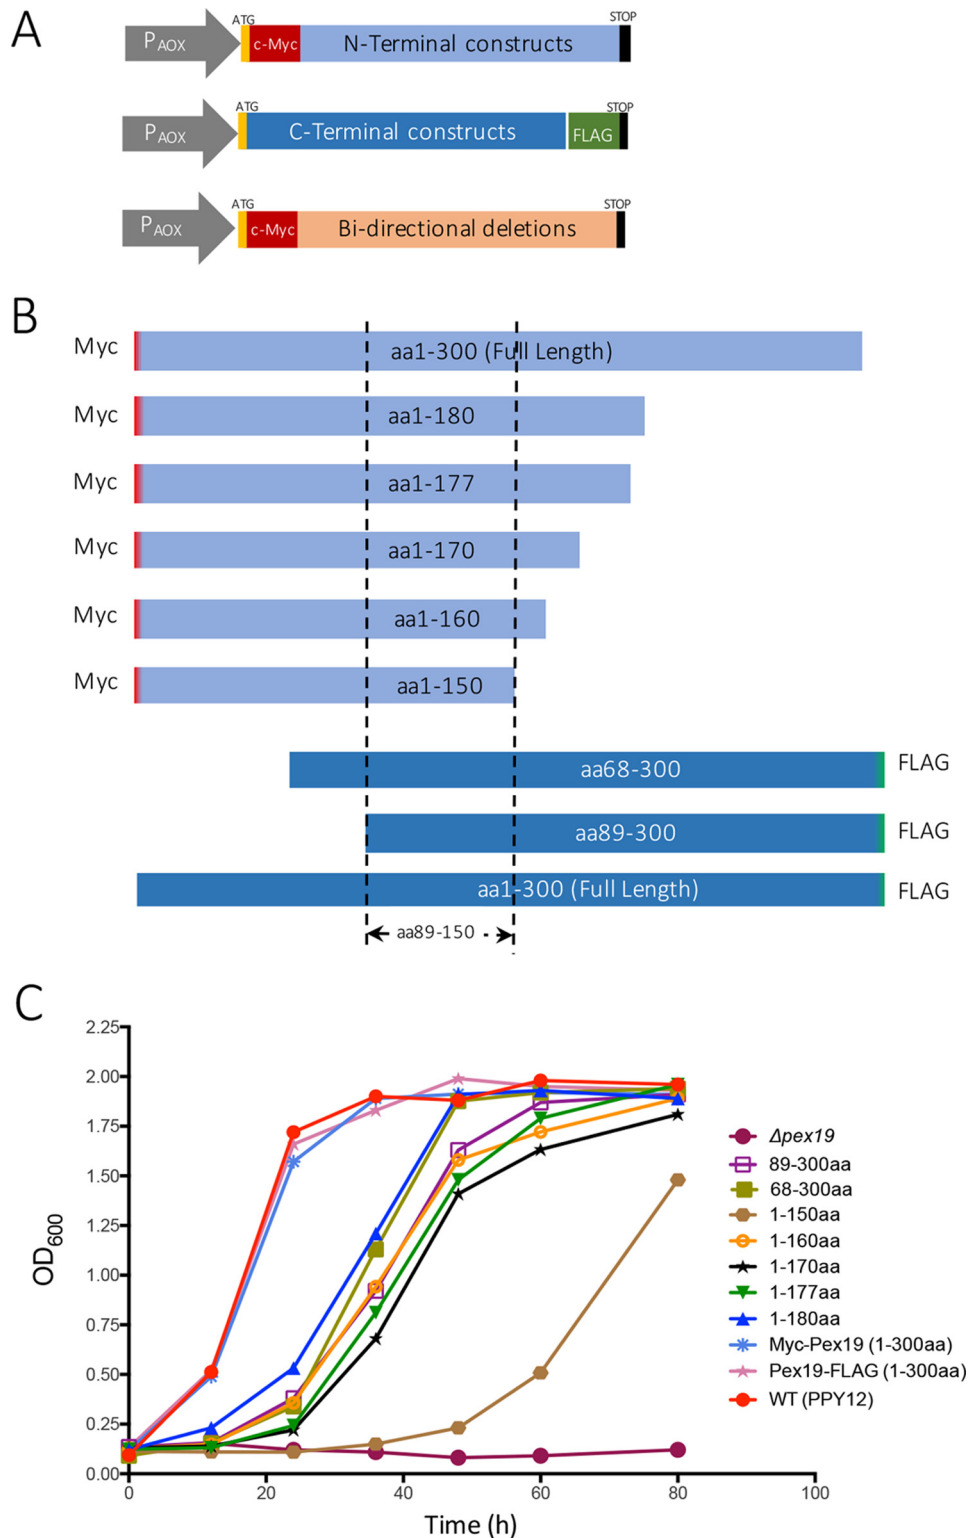 A
P_AOX ATG c-Myc N-Terminal constructs STOP
P_AOX ATG C-Terminal constructs FLAG STOP
P_AOX ATG c-Myc Bi-directional deletions STOP
B
Myc aa1-300 (Full Length)
Myc aa1-180
Myc aa1-177
Myc aa1-170
Myc aa1-160
Myc aa1-150
aa68-300 FLAG
aa89-300 FLAG
aa1-300 (Full Length) FLAG
aa89-150
C
OD600
2.25
2.00
1.75
1.50
1.25
1.00
0.75
0.50
0.25
0.00
0 20 40 60 80 100
Time (h)
Δpex19
89-300aa
68-300aa
1-150aa
1-160aa
1-170aa
1-177aa
1-180aa
Myc-Pex19 (1-300aa)
Pex19-FLAG (1-300aa)
WT (PPY12)